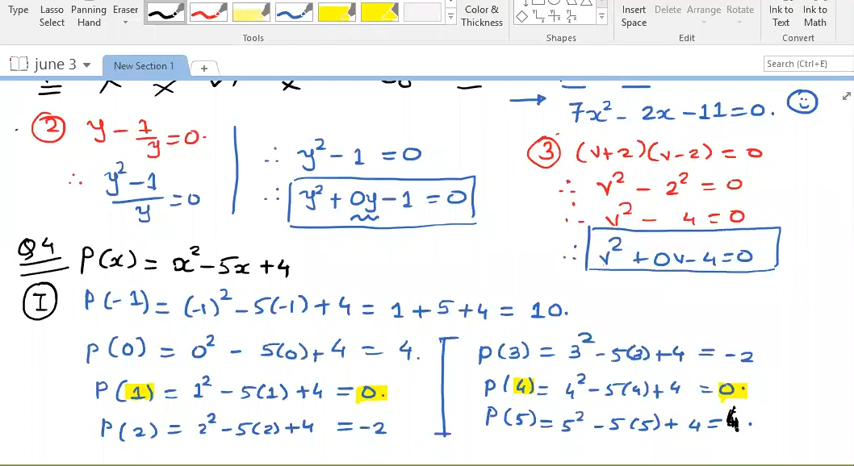 Type Lasso Select Panning Hand Eraser Color & Thickness Insert Space Delete Arrange Rotate Ink to Text Ink to Math
Tools Shapes Edit Convert
june 3 New Section 1 + Search (Ctrl+E)
7x² - 2x - 11 = 0.
② y - 1/y = 0.
∴ (y² - 1)/y = 0
∴ y² - 1 = 0
∴ y² + 0y - 1 = 0
③ (v+2)(v-2) = 0
∴ v² - 2² = 0
∴ v² - 4 = 0
∴ v² + 0v - 4 = 0
Q4 P(x) = x² - 5x + 4
Ⓘ P(-1) = (-1)² - 5(-1) + 4 = 1 + 5 + 4 = 10.
P(0) = 0² - 5(0) + 4 = 4.
P(1) = 1² - 5(1) + 4 = 0.
P(2) = 2² - 5(2) + 4 = -2
P(3) = 3² - 5(3) + 4 = -2
P(4) = 4² - 5(4) + 4 = 0.
P(5) = 5² - 5(5) + 4 = 4.